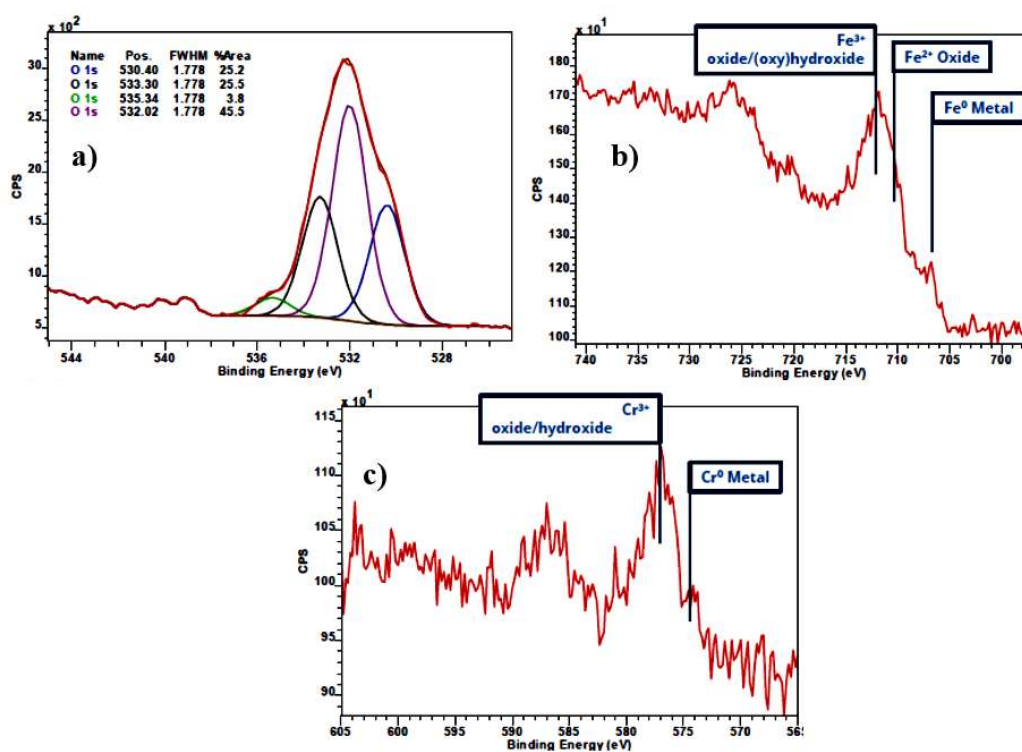 x 10²
Name Pos. FWHM %Area
O 1s 530.40 1.778 25.2
O 1s 533.30 1.778 25.5
O 1s 535.34 1.778 3.8
O 1s 532.02 1.778 45.5
a)
30
25
20
15
10
5
CPS
544 540 536 532 528
Binding Energy (eV)
x 10¹
Fe³⁺
oxide/(oxy)hydroxide
Fe²⁺ Oxide
Fe⁰ Metal
b)
170
160
150
140
130
120
110
100
CPS
740 735 730 725 720 715 710 705 700
Binding Energy (eV)
x 10¹
Cr³⁺
oxide/hydroxide
Cr⁰ Metal
c)
115
110
105
100
95
90
CPS
605 600 595 590 585 580 575 570 565
Binding Energy (eV)